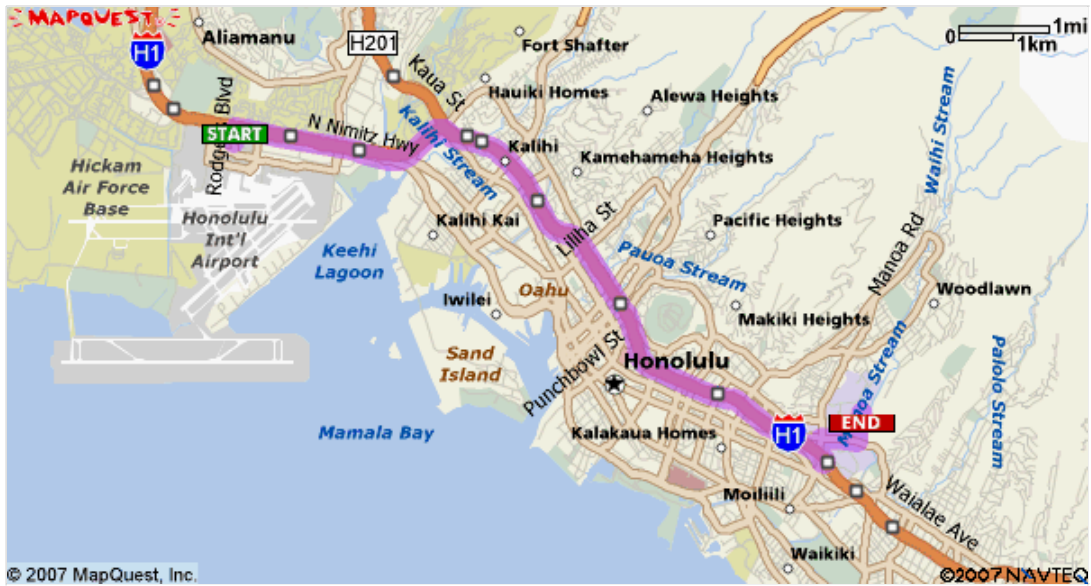 MAPQUEST.
H1
Aliamanu
H201
Fort Shafter
1mi
0
1km
Kaua St
Hauiki Homes
Alewa Heights
START
N Nimitz Hwy
Kalihi Stream
Kalihi
Kamehameha Heights
Waihi Stream
Hickam
Air Force
Base
Honolulu
Int'l
Airport
Kalihi Kai
Liliha St
Pacific Heights
Manoa Rd
Keehi
Lagoon
Pauoa Stream
Oahu
Iwilei
Makiki Heights
Woodlawn
Sand
Island
Punchbowl St
Honolulu
Palolo Stream
Stream
Mamala Bay
Kalakaua Homes
H1
END
Moiliili
Waialae Ave
Waikiki
© 2007 MapQuest, Inc.
©2007 NAVTEQ